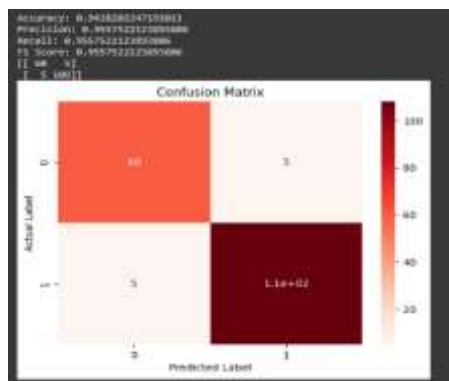 Accuracy: 0.9438202247191011
Precision: 0.9557522123893806
Recall: 0.9557522123893806
F1 Score: 0.9557522123893806
[[ 60   5]
[  5 108]]
Confusion Matrix
Actual Label
0
60
5
1
5
1.1e+02
0
1
Predicted Label
100
80
60
40
20